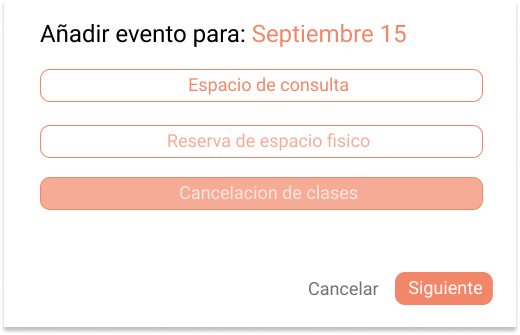 Añadir evento para: Septiembre 15
Espacio de consulta
Reserva de espacio fisico
Cancelacion de clases
Cancelar
Siguiente